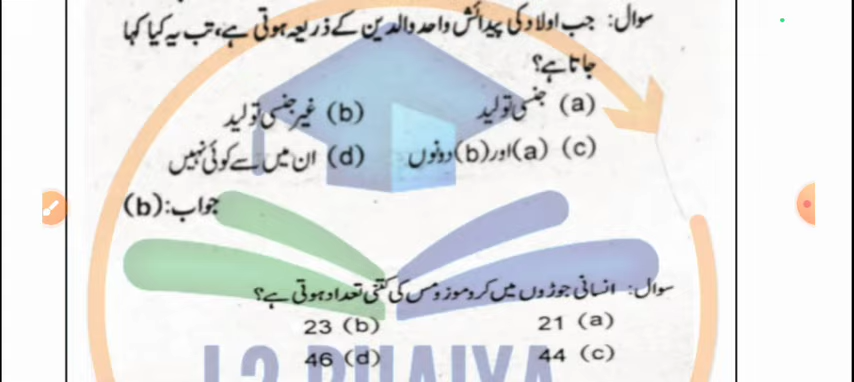 سوال: جب اولاد کی پیدائش واحد والدین کے ذریعہ ہوتی ہے، تب یہ کیا کہا
جاتا ہے؟
(a) جنسی تولید (b) غیر جنسی تولید
(c) (a)اور(b)دونوں (d) ان میں سے کوئی نہیں
جواب:(b)
سوال: انسانی جوڑوں میں کروموزومس کی کتنی تعداد ہوتی ہے؟
(a) 21 (b) 23
(c) 44 (d) 46